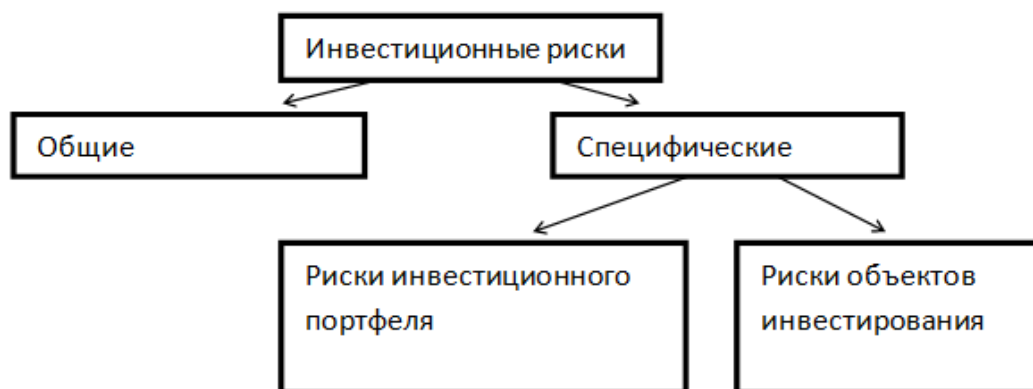 Инвестиционные риски
Общие
Специфические
Риски инвестиционного
портфеля
Риски объектов
инвестирования